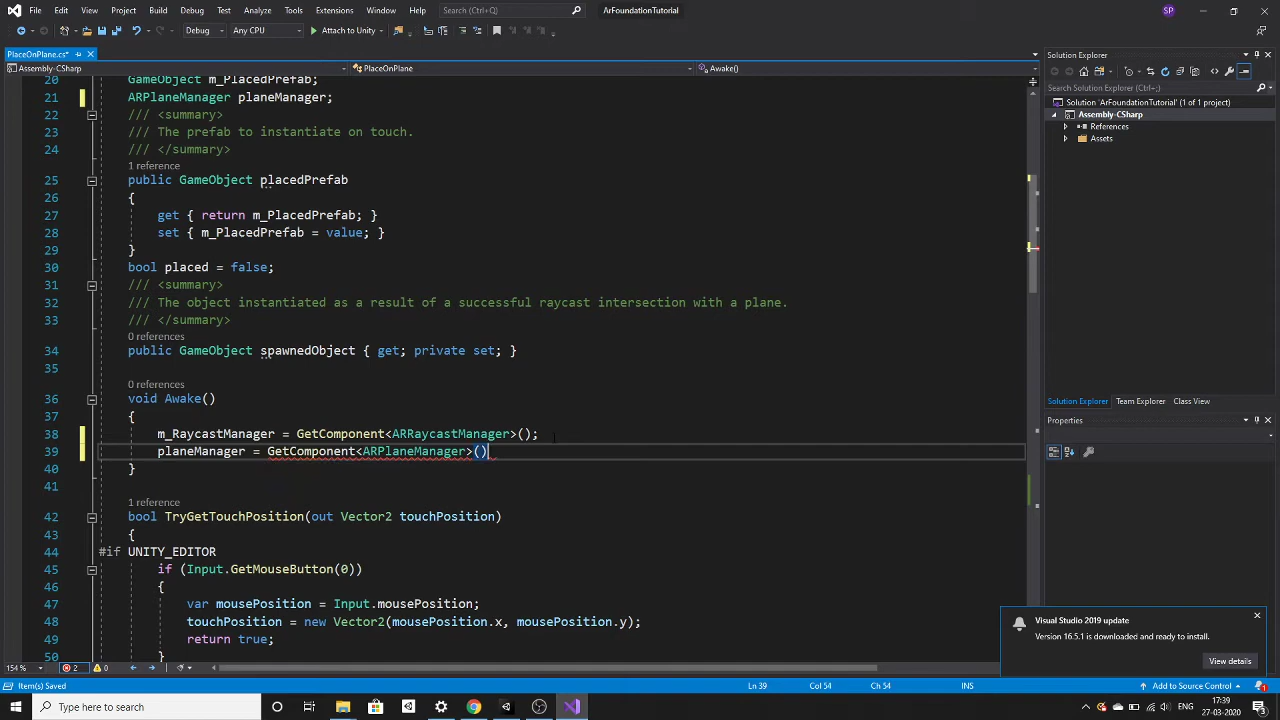 File Edit View Project Build Debug Test Analyze Tools Extensions Window Help Search (Ctrl+Q) ArFoundationTutorial SP
Debug Any CPU Attach to Unity
PlaceOnPlane.cs*
Assembly-CSharp PlaceOnPlane Awake()
20 GameObject m_PlacedPrefab;
21 ARPlaneManager planeManager;
22 /// <summary>
23 /// The prefab to instantiate on touch.
24 /// </summary>
1 reference
25 public GameObject placedPrefab
26 {
27 get { return m_PlacedPrefab; }
28 set { m_PlacedPrefab = value; }
29 }
30 bool placed = false;
31 /// <summary>
32 /// The object instantiated as a result of a successful raycast intersection with a plane.
33 /// </summary>
0 references
34 public GameObject spawnedObject { get; private set; }
35
0 references
36 void Awake()
37 {
38 m_RaycastManager = GetComponent<ARRaycastManager>();
39 planeManager = GetComponent<ARPlaneManager>()
40 }
41
1 reference
42 bool TryGetTouchPosition(out Vector2 touchPosition)
43 {
44 #if UNITY_EDITOR
45 if (Input.GetMouseButton(0))
46 {
47 var mousePosition = Input.mousePosition;
48 touchPosition = new Vector2(mousePosition.x, mousePosition.y);
49 return true;
50 }
154 % 2 0 Ln 39 Col 54 Ch 54 INS
Solution Explorer
Search Solution Explorer (Ctrl+;)
Solution 'ArFoundationTutorial' (1 of 1 project)
Assembly-CSharp
References
Assets
Solution Explorer Team Explorer Class View
Properties
Visual Studio 2019 update
Version 16.5.1 is downloaded and ready to install.
View details
Item(s) Saved
Add to Source Control
Type here to search
17:39
27-03-2020